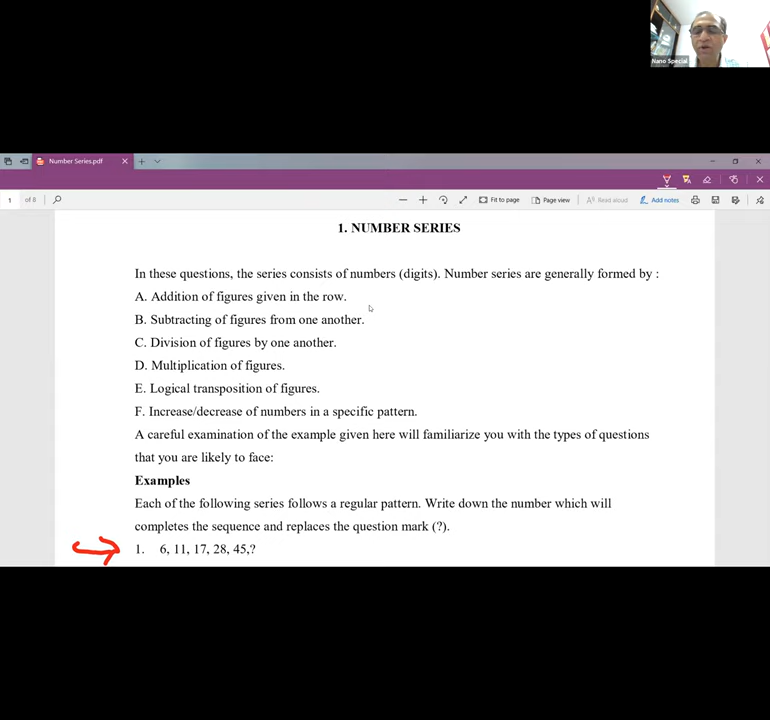 Nano Special
Number Series.pdf
1 of 8 Fit to page Page view Read aloud Add notes
1. NUMBER SERIES
In these questions, the series consists of numbers (digits). Number series are generally formed by :
A. Addition of figures given in the row.
B. Subtracting of figures from one another.
C. Division of figures by one another.
D. Multiplication of figures.
E. Logical transposition of figures.
F. Increase/decrease of numbers in a specific pattern.
A careful examination of the example given here will familiarize you with the types of questions
that you are likely to face:
Examples
Each of the following series follows a regular pattern. Write down the number which will
completes the sequence and replaces the question mark (?).
1. 6, 11, 17, 28, 45,?